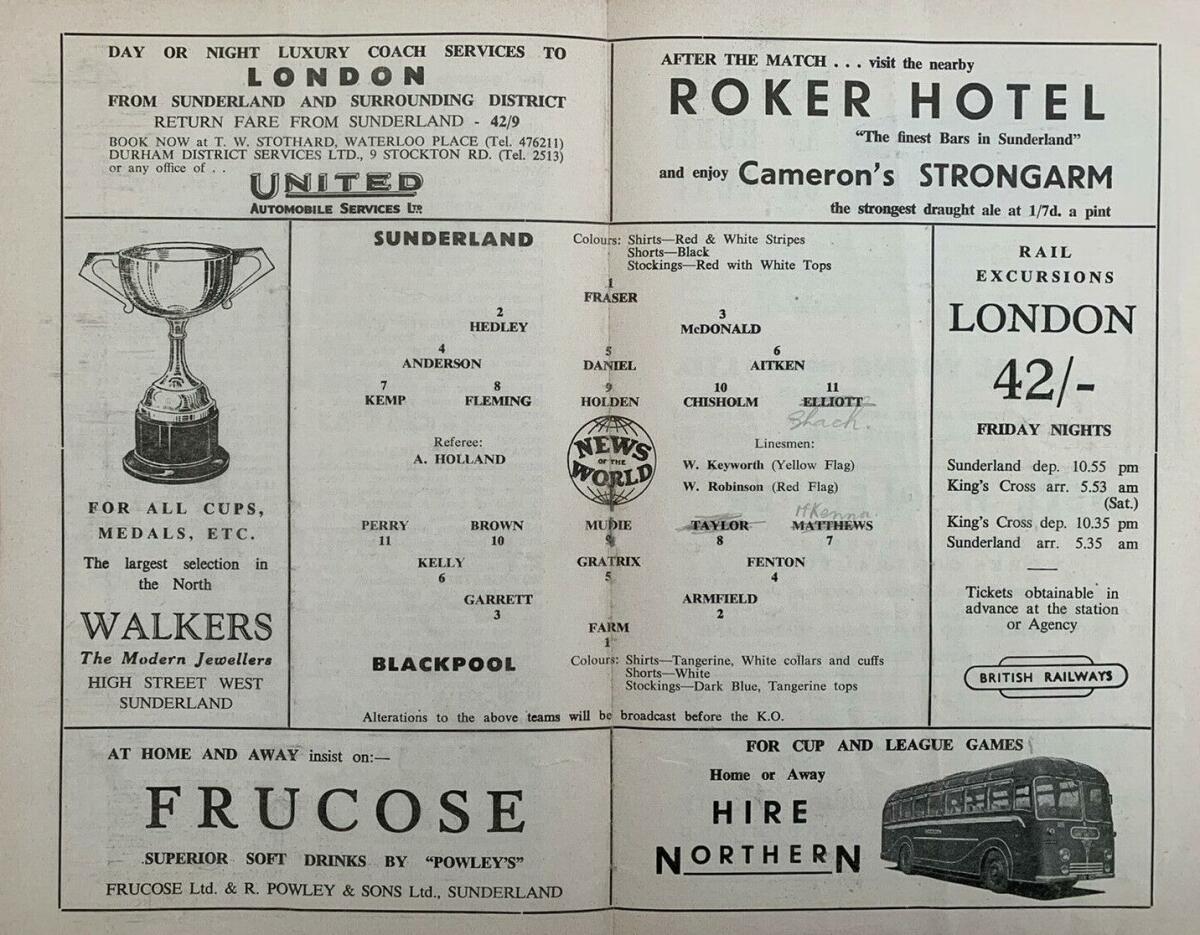 DAY OR NIGHT LUXURY COACH SERVICES TO
LONDON
FROM SUNDERLAND AND SURROUNDING DISTRICT
RETURN FARE FROM SUNDERLAND - 42/9
BOOK NOW at T. W. STOTHARD, WATERLOO PLACE (Tel. 476211)
DURHAM DISTRICT SERVICES LTD., 9 STOCKTON RD. (Tel. 2513)
or any office of . .
UNITED
AUTOMOBILE SERVICES LTD.
AFTER THE MATCH . . . visit the nearby
ROKER HOTEL
"The finest Bars in Sunderland"
and enjoy Cameron's STRONGARM
the strongest draught ale at 1/7d. a pint
FOR ALL CUPS,
MEDALS, ETC.
The largest selection in
the North
WALKERS
The Modern Jewellers
HIGH STREET WEST
SUNDERLAND
SUNDERLAND Colours: Shirts—Red & White Stripes
Shorts—Black
Stockings—Red with White Tops
1
FRASER
2 3
HEDLEY McDONALD
4 5 6
ANDERSON DANIEL AITKEN
7 8 9 10 11
KEMP FLEMING HOLDEN CHISHOLM ELLIOTT
Shack.
Referee: Linesmen:
A. HOLLAND
NEWS
OF THE
WORLD
W. Keyworth (Yellow Flag)
W. Robinson (Red Flag)
McKenna.
PERRY BROWN MUDIE TAYLOR MATTHEWS
11 10 9 8 7
KELLY GRATRIX FENTON
6 5 4
GARRETT ARMFIELD
3 2
FARM
1
BLACKPOOL Colours: Shirts—Tangerine, White collars and cuffs
Shorts—White
Stockings—Dark Blue, Tangerine tops
Alterations to the above teams will be broadcast before the K.O.
RAIL
EXCURSIONS
LONDON
42/-
FRIDAY NIGHTS
Sunderland dep. 10.55 pm
King's Cross arr. 5.53 am
(Sat.)
King's Cross dep. 10.35 pm
Sunderland arr. 5.35 am
Tickets obtainable in
advance at the station
or Agency
BRITISH RAILWAYS
AT HOME AND AWAY insist on:—
FRUCOSE
SUPERIOR SOFT DRINKS BY "POWLEY'S"
FRUCOSE Ltd. & R. POWLEY & SONS Ltd., SUNDERLAND
FOR CUP AND LEAGUE GAMES
Home or Away
HIRE
NORTHERN